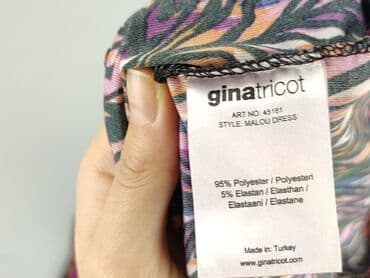 ginatricot
ART NO: 45161
STYLE: MALOU DRESS
95% Polyester / Polyesteri
5% Elastan / Elasthan /
Elastaani / Elastane
Made in: Turkey
www.ginatricot.com